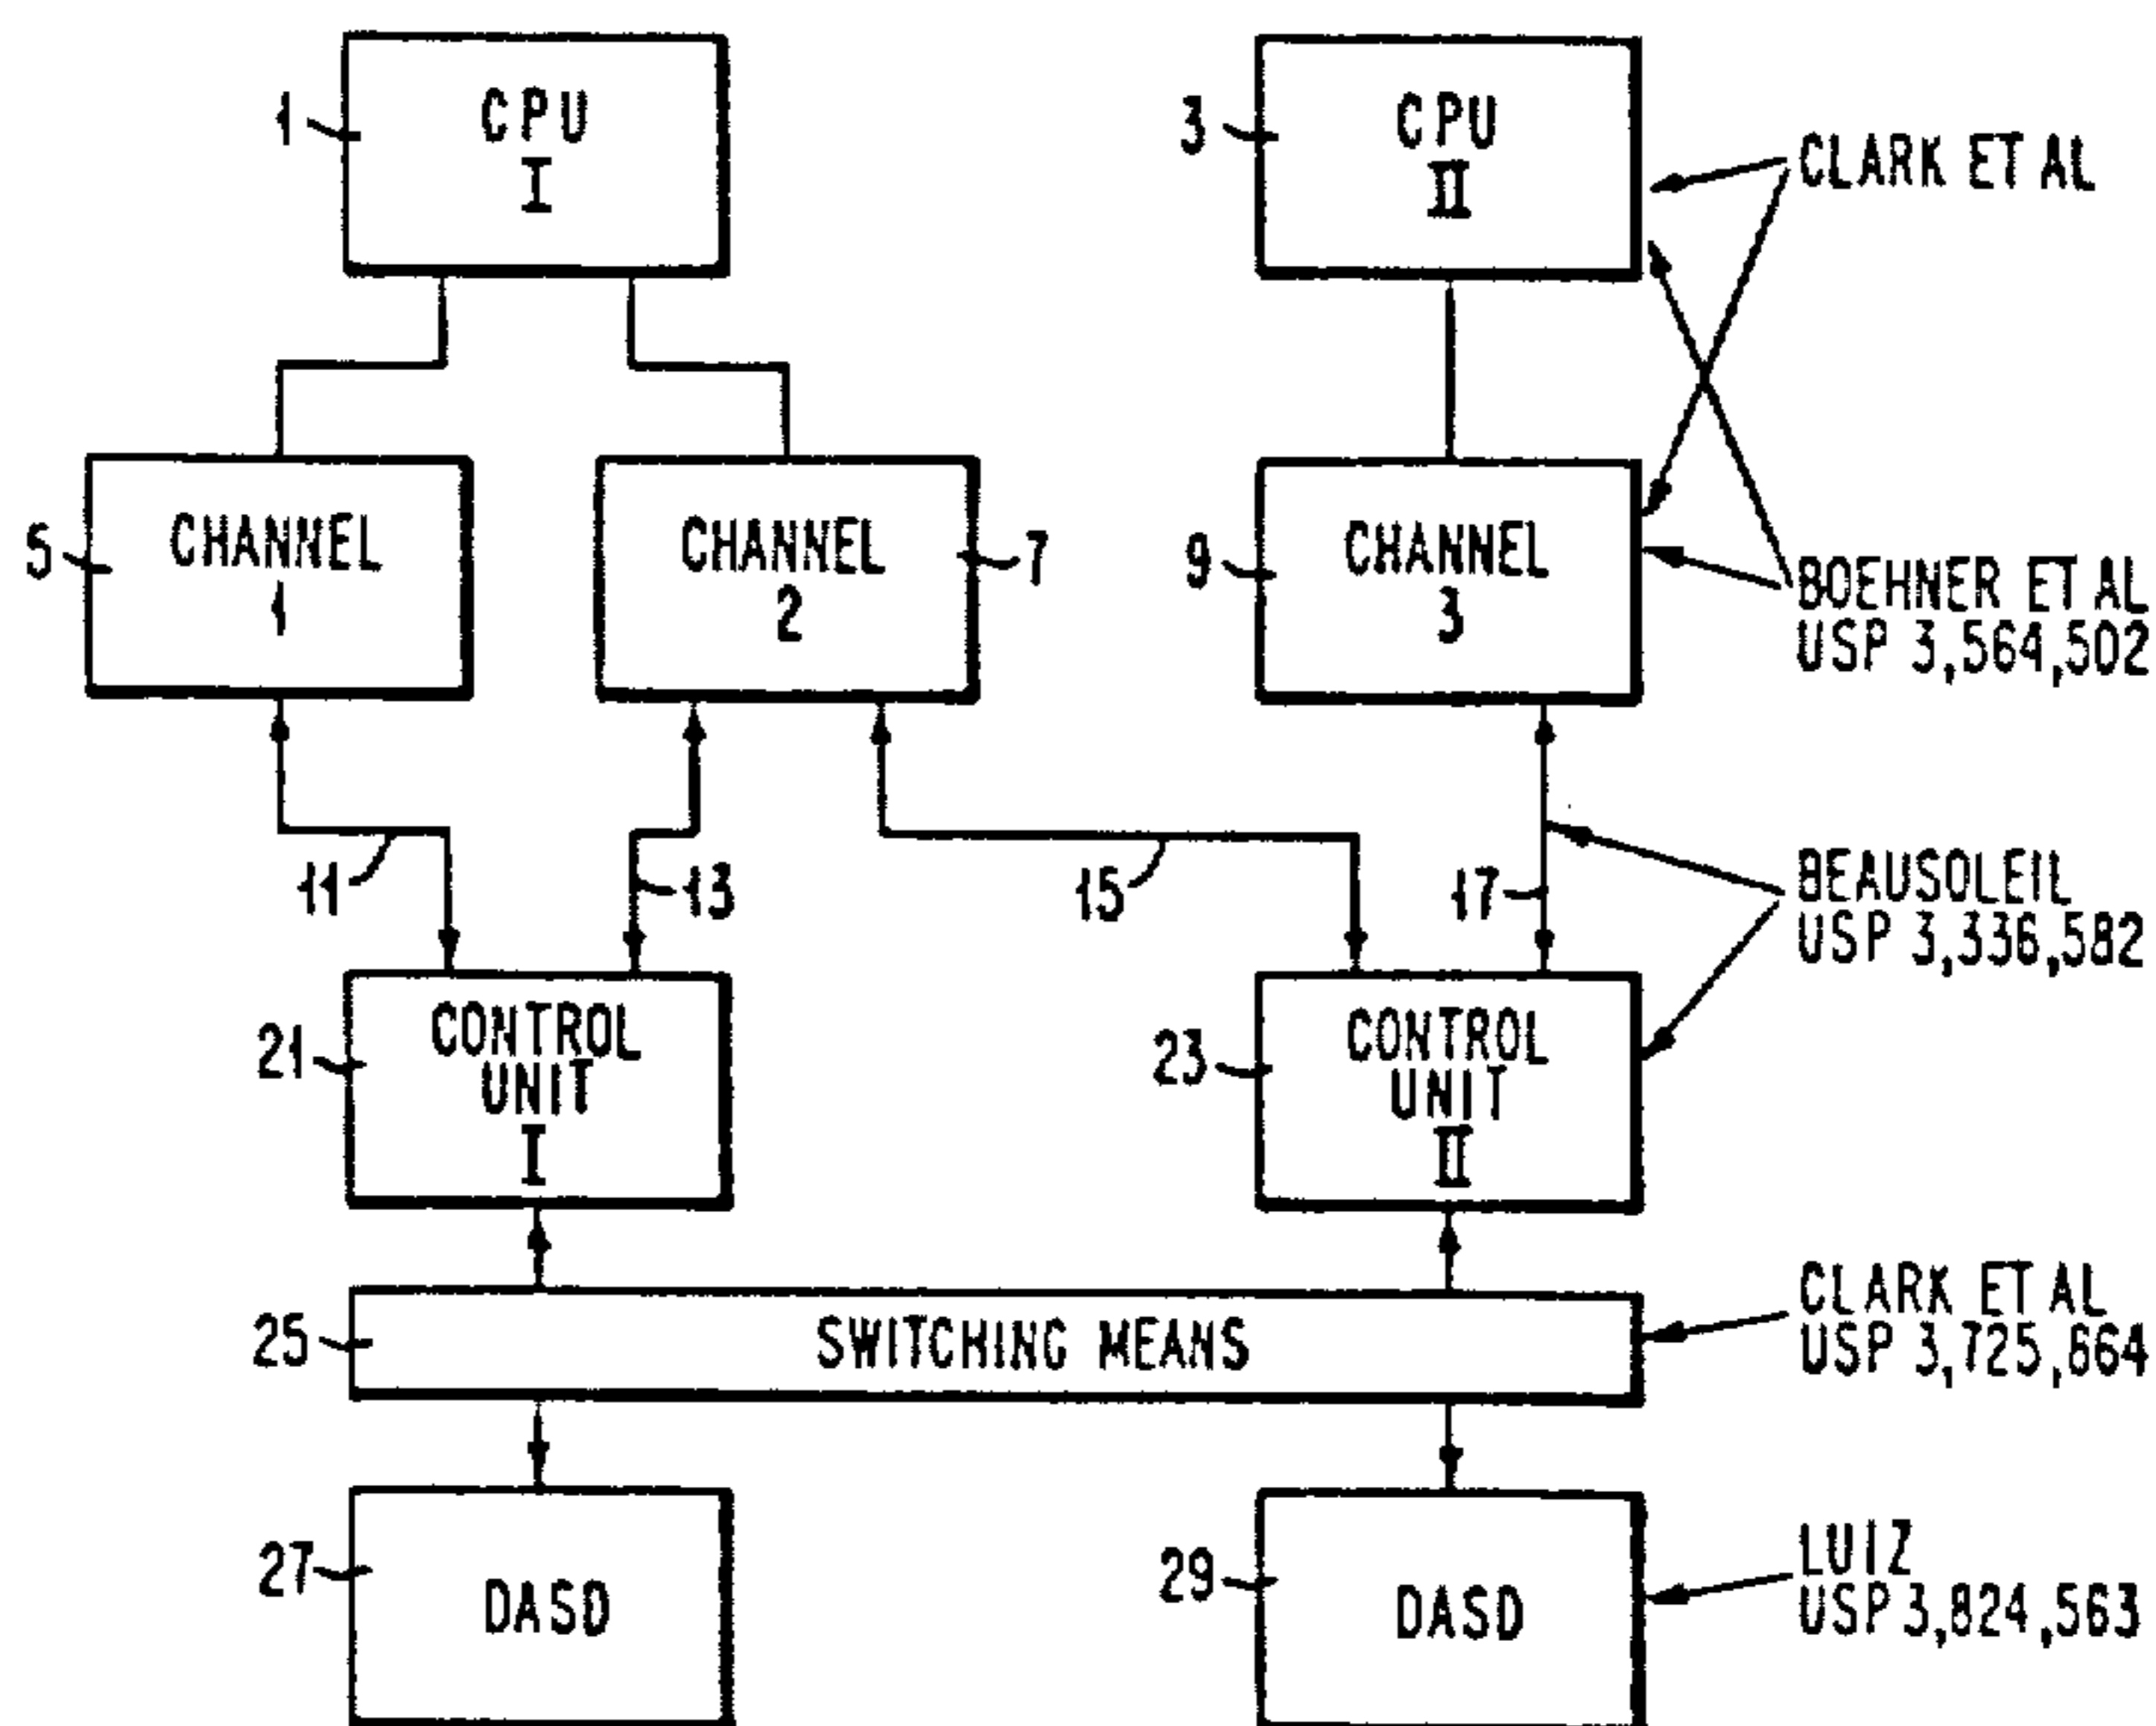 1
CPU
I
3
CPU
II
CLARK ET AL
5
CHANNEL
1
CHANNEL
2
7
9
CHANNEL
3
BOEHNER ET AL
USP 3,564,502
11
13
15
17
BEAUSOLEIL
USP 3,336,582
21
CONTROL
UNIT
I
23
CONTROL
UNIT
II
25
SWITCHING MEANS
CLARK ET AL
USP 3,725,664
27
DASD
29
DASD
LUIZ
USP 3,824,563